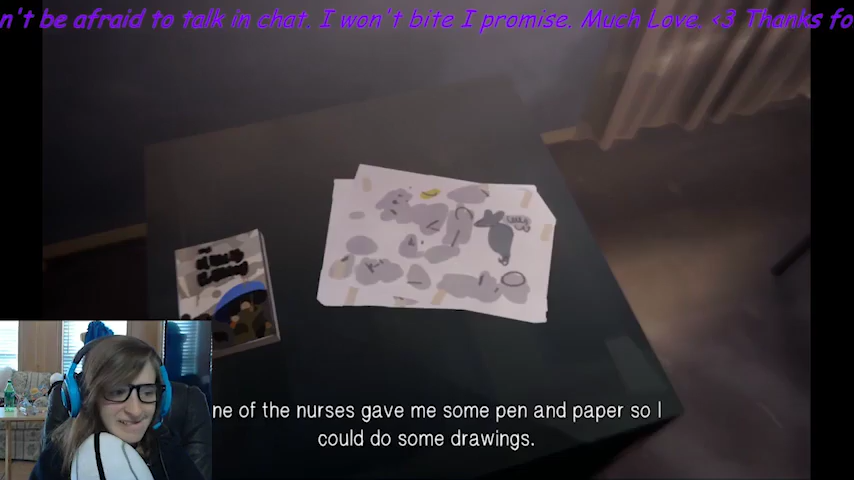 n't be afraid to talk in chat. I won't bite I promise. Much Love. <3 Thanks fo
ne of the nurses gave me some pen and paper so I
could do some drawings.